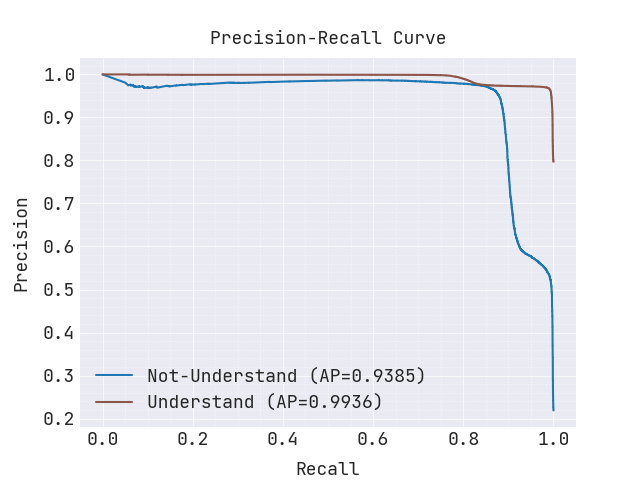 Precision-Recall Curve
Precision
1.0
0.9
0.8
0.7
0.6
0.5
0.4
0.3
0.2
Not-Understand (AP=0.9385)
Understand (AP=0.9936)
0.0 0.2 0.4 0.6 0.8 1.0
Recall